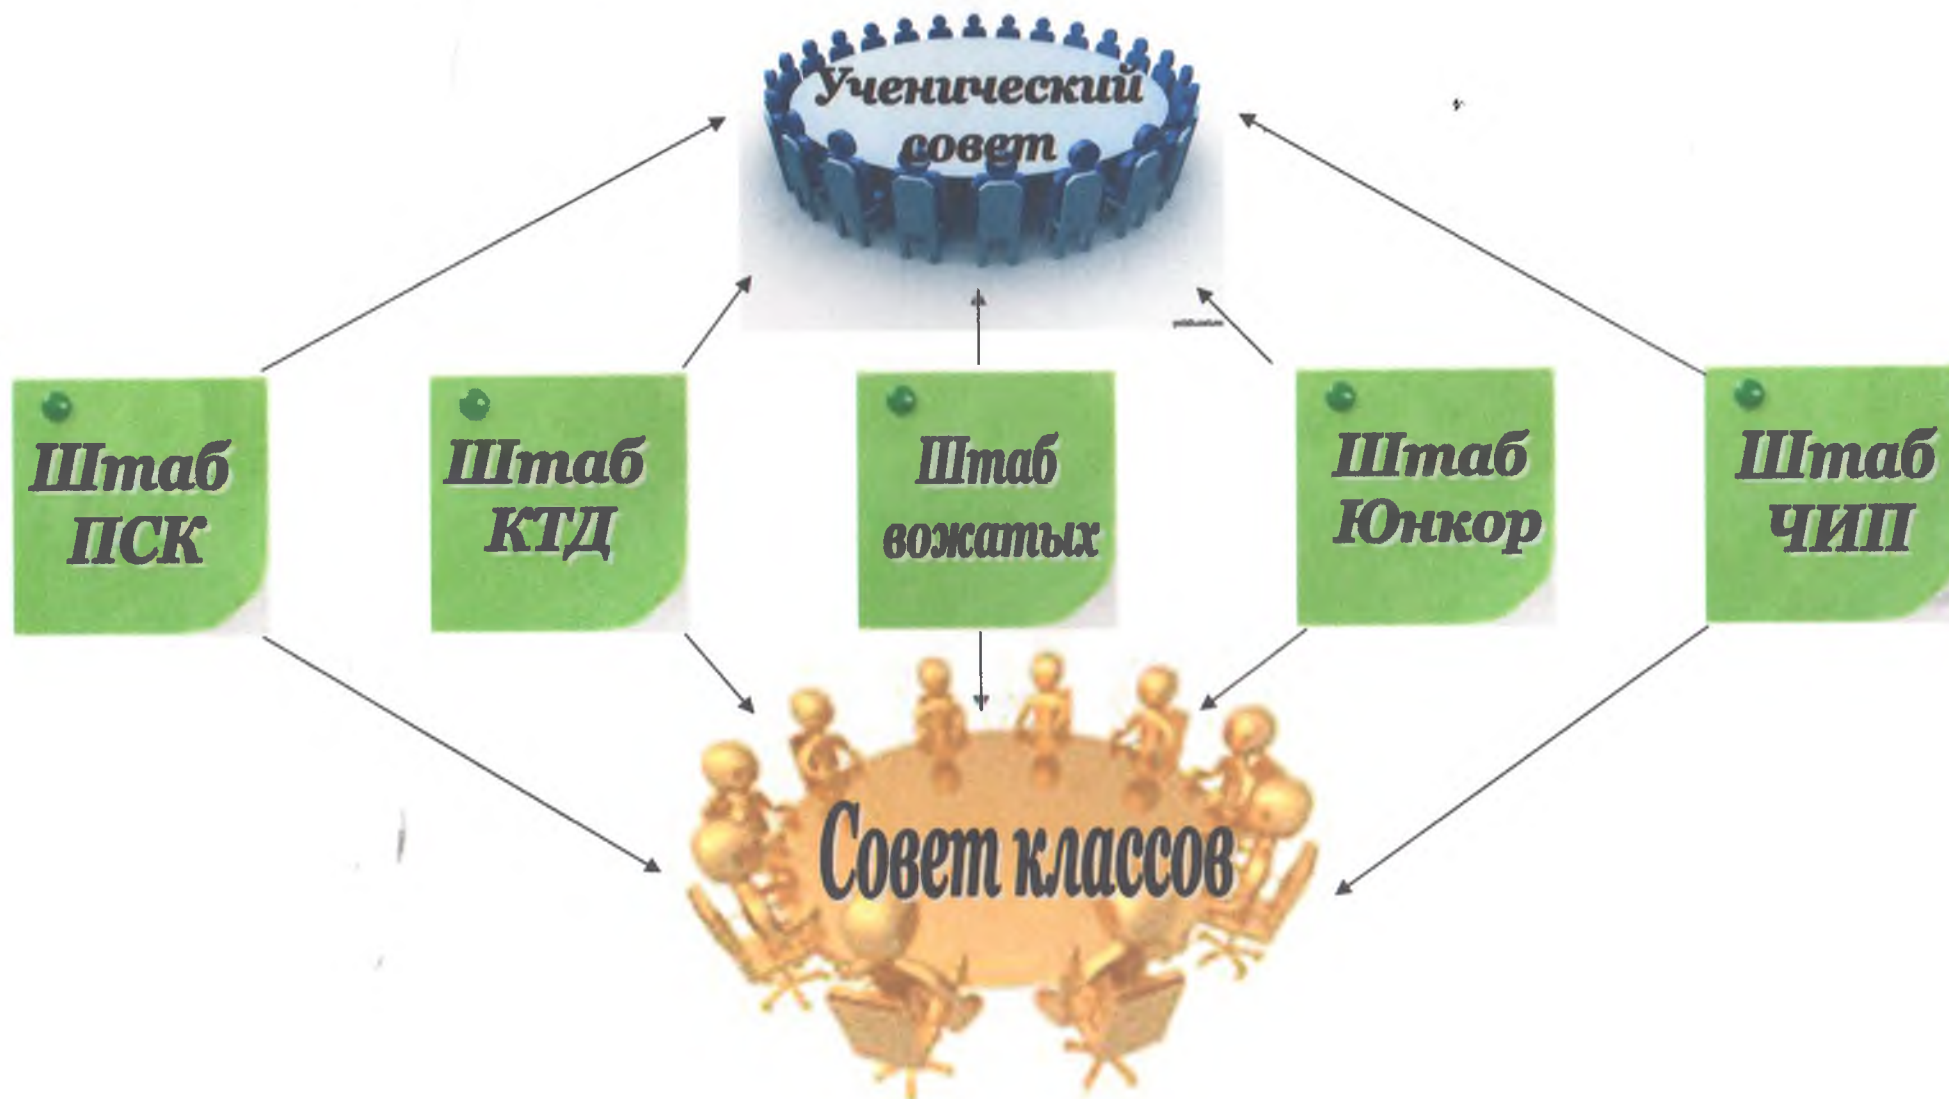 Ученический
совет
Штаб
ПСК
Штаб
КТД
Штаб
вожатых
Штаб
Юнкор
Штаб
ЧИП
Совет классов